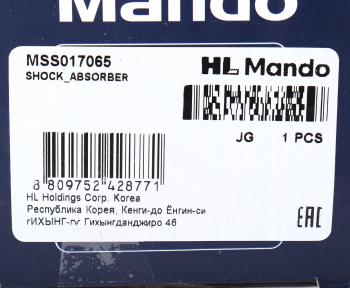 Mando
MSS017065
SHOCK_ABSORBER
HL Mando
JG 1 PCS
8 809752 428771
HL Holdings Corp. Korea
Республика Корея, Кенги-до Ёнгин-си
гИХЫНГ-гу Гихынгданджиро 46
EAC